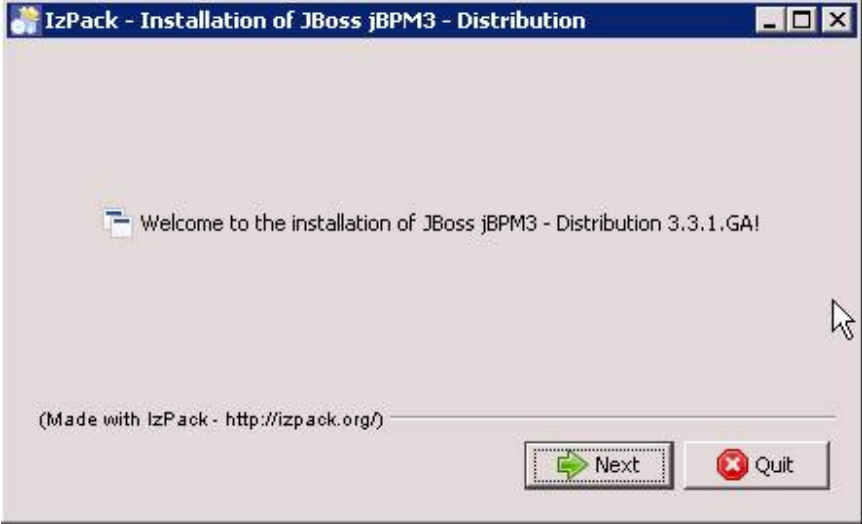 IzPack - Installation of JBoss jBPM3 - Distribution
Welcome to the installation of JBoss jBPM3 - Distribution 3.3.1.GA!
(Made with IzPack - http://izpack.org/)
Next Quit